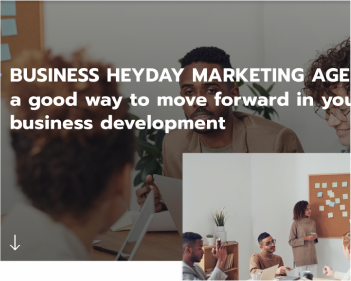 BUSINESS HEYDAY MARKETING AGE
a good way to move forward in you
business development